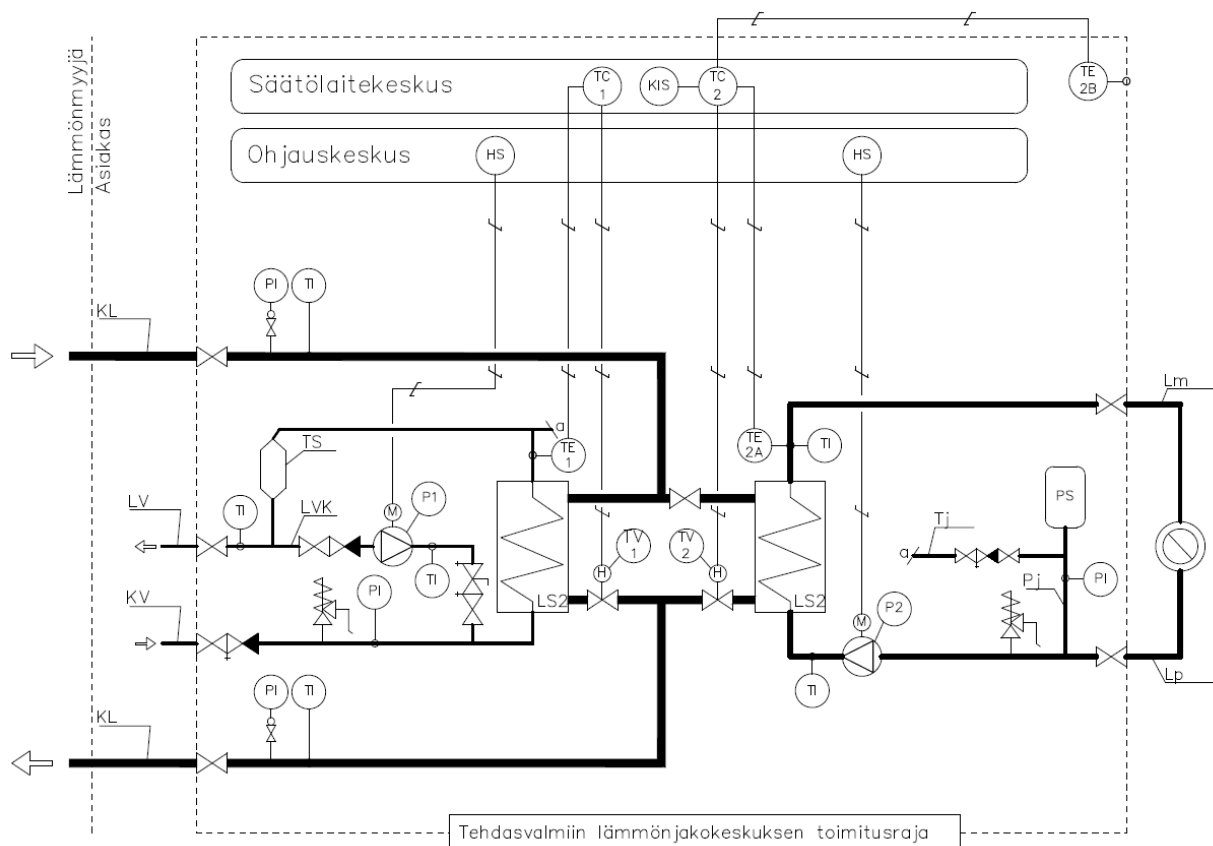 Lämmönmyyjä
Asiakas
Säätölaitekeskus
TC
1
KIS
TC
2
TE
2B
Ohjauskeskus
HS
HS
PI
TI
KL
Lm
a
TS
TE
1
TE
2A
TI
PS
LV
TI
LVK
M
P1
TV
1
TV
2
Tj
a
H
H
TI
KV
PI
LS2
LS2
Pj
PI
M
P2
TI
Lp
PI
TI
KL
Tehdasvalmiin lämmönjakokeskuksen toimitusraja